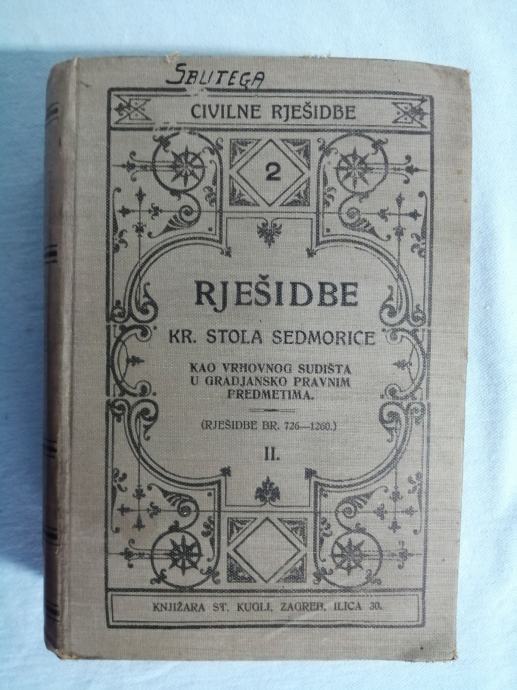 SBUTEGA
CIVILNE RJEŠIDBE
2
RJEŠIDBE
KR. STOLA SEDMORICE
KAO VRHOVNOG SUDIŠTA
U GRADJANSKO PRAVNIM
PREDMETIMA.
(RJEŠIDBE BR. 726—1260.)
II.
KNJIŽARA ST. KUGLI, ZAGREB, ILICA 30.